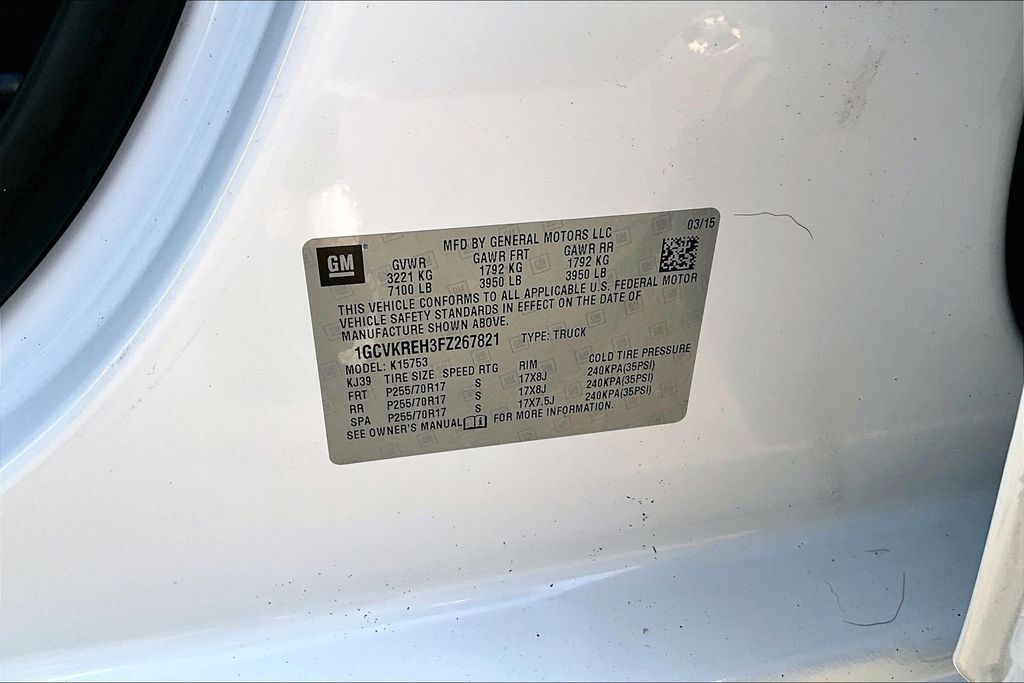 GM
MFD BY GENERAL MOTORS LLC 03/15
GVWR GAWR FRT GAWR RR
3221 KG 1792 KG 1792 KG
7100 LB 3950 LB 3950 LB
THIS VEHICLE CONFORMS TO ALL APPLICABLE U.S. FEDERAL MOTOR
VEHICLE SAFETY STANDARDS IN EFFECT ON THE DATE OF
MANUFACTURE SHOWN ABOVE.
1GCVKREH3FZ267821 TYPE: TRUCK
MODEL: K15753
KJ39 TIRE SIZE SPEED RTG RIM COLD TIRE PRESSURE
FRT P255/70R17 S 17X8J 240KPA(35PSI)
RR P255/70R17 S 17X8J 240KPA(35PSI)
SPA P255/70R17 S 17X7.5J 240KPA(35PSI)
SEE OWNER'S MANUAL FOR MORE INFORMATION.